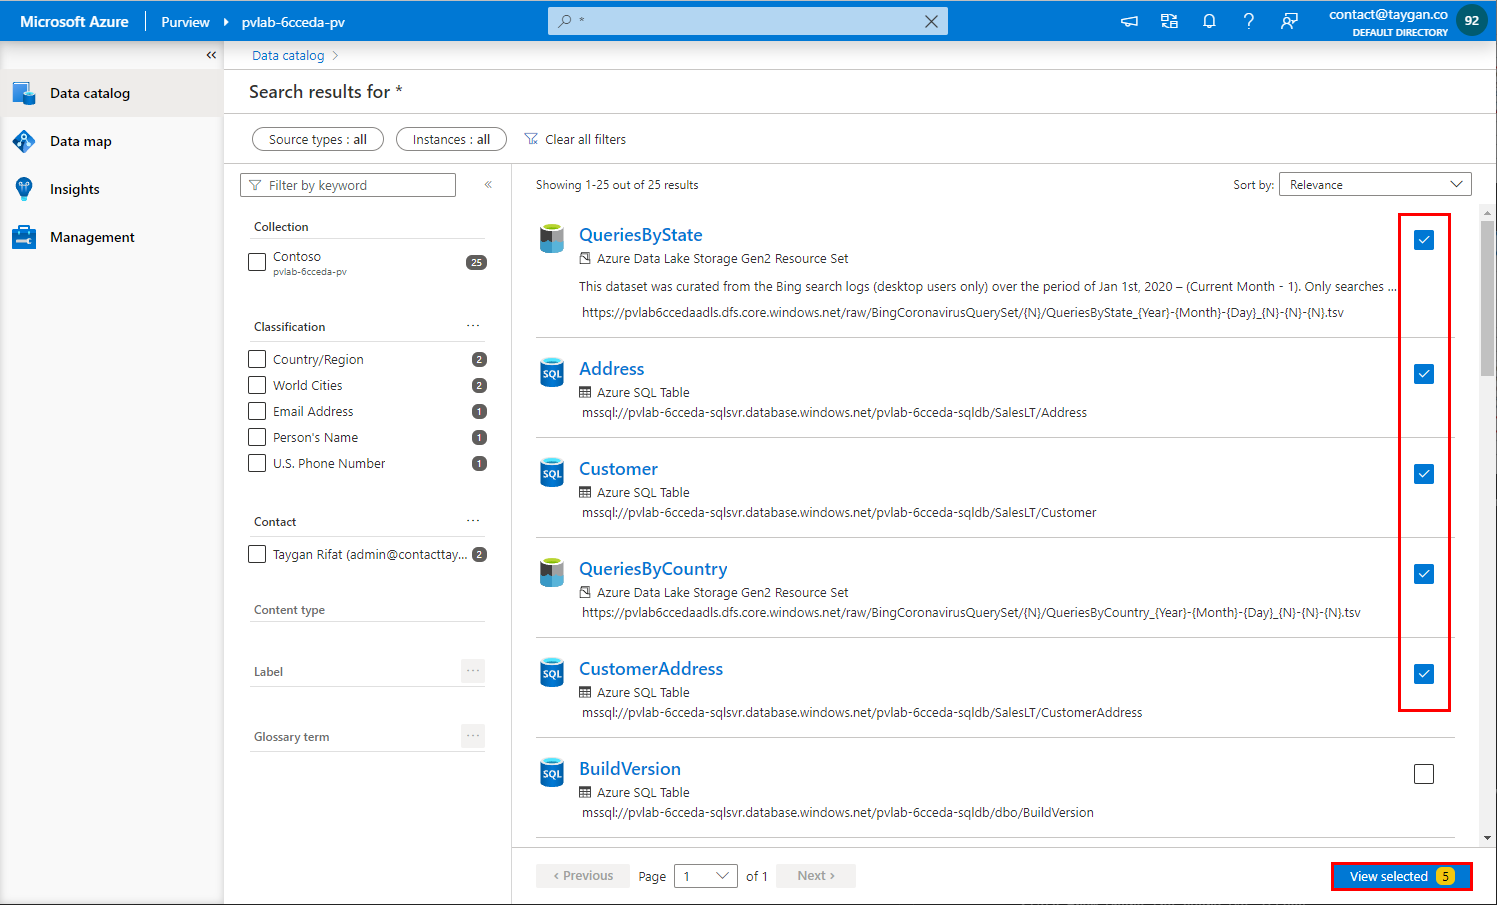 Microsoft Azure
Purview
pvlab-6cceda-pv
*
contact@taygan.co
DEFAULT DIRECTORY
92
Data catalog
Data map
Insights
Management
Data catalog
Search results for *
Source types : all
Instances : all
Clear all filters
Filter by keyword
Collection
Contoso
pvlab-6cceda-pv
25
Classification
...
Country/Region 2
World Cities 2
Email Address 1
Person's Name 1
U.S. Phone Number 1
Contact
...
Taygan Rifat (admin@contacttay... 2
Content type
Label
...
Glossary term
...
Showing 1-25 out of 25 results
Sort by: Relevance
QueriesByState
Azure Data Lake Storage Gen2 Resource Set
This dataset was curated from the Bing search logs (desktop users only) over the period of Jan 1st, 2020 – (Current Month - 1). Only searches ...
https://pvlab6ccedaadls.dfs.core.windows.net/raw/BingCoronavirusQuerySet/{N}/QueriesByState_{Year}-{Month}-{Day}_{N}-{N}-{N}.tsv
SQL
Address
Azure SQL Table
mssql://pvlab-6cceda-sqlsvr.database.windows.net/pvlab-6cceda-sqldb/SalesLT/Address
SQL
Customer
Azure SQL Table
mssql://pvlab-6cceda-sqlsvr.database.windows.net/pvlab-6cceda-sqldb/SalesLT/Customer
QueriesByCountry
Azure Data Lake Storage Gen2 Resource Set
https://pvlab6ccedaadls.dfs.core.windows.net/raw/BingCoronavirusQuerySet/{N}/QueriesByCountry_{Year}-{Month}-{Day}_{N}-{N}-{N}.tsv
SQL
CustomerAddress
Azure SQL Table
mssql://pvlab-6cceda-sqlsvr.database.windows.net/pvlab-6cceda-sqldb/SalesLT/CustomerAddress
SQL
BuildVersion
Azure SQL Table
mssql://pvlab-6cceda-sqlsvr.database.windows.net/pvlab-6cceda-sqldb/dbo/BuildVersion
Previous
Page 1 of 1
Next
View selected 5